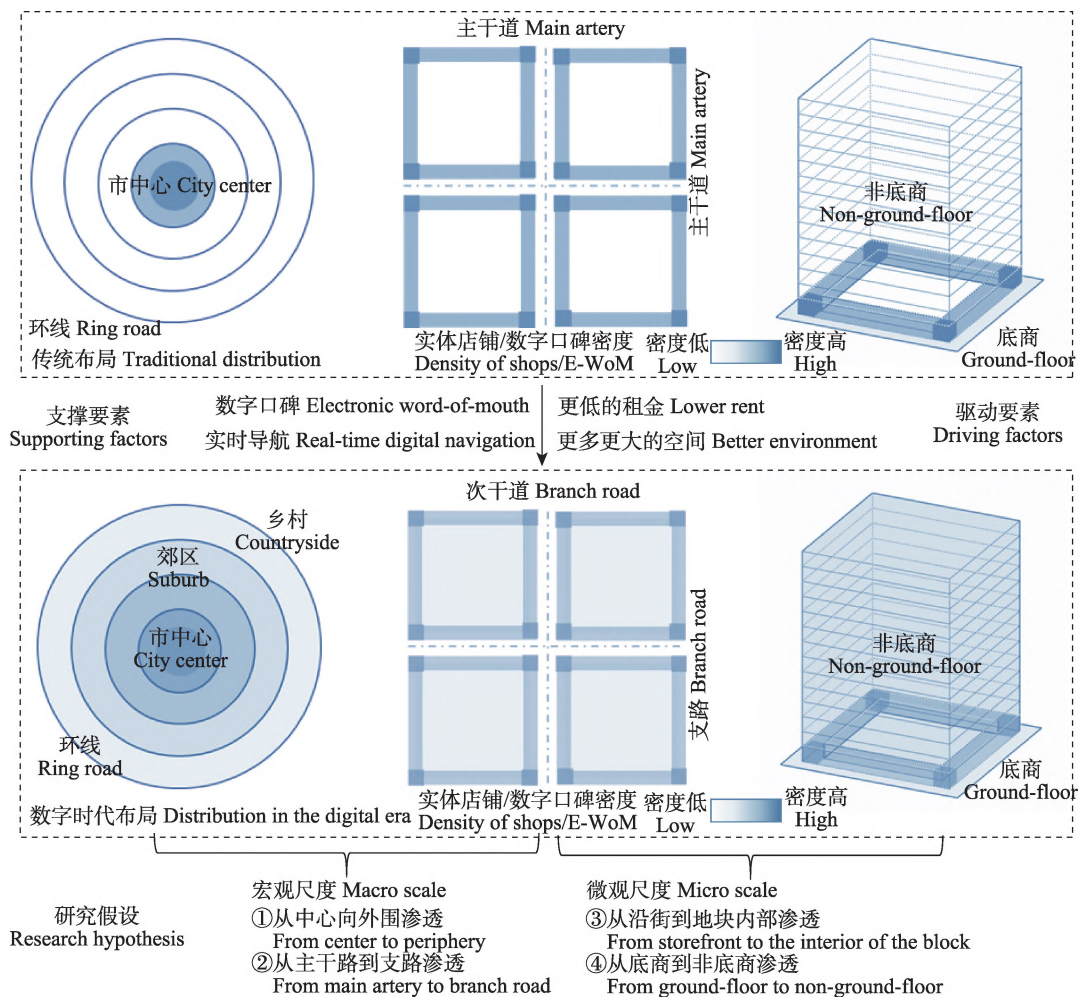 主干道 Main artery
主干道 Main artery
市中心 City center
非底商
Non-ground-floor
环线 Ring road
传统布局 Traditional distribution
实体店铺/数字口碑密度
Density of shops/E-WoM
密度低
Low
密度高
High
底商
Ground-floor
支撑要素
Supporting factors
数字口碑 Electronic word-of-mouth
实时导航 Real-time digital navigation
更低的租金 Lower rent
更多更大的空间 Better environment
驱动要素
Driving factors
次干道 Branch road
支路 Branch road
乡村
Countryside
郊区
Suburb
市中心
City center
环线
Ring road
非底商
Non-ground-floor
底商
Ground-floor
数字时代布局 Distribution in the digital era
实体店铺/数字口碑密度
Density of shops/E-WoM
密度低
Low
密度高
High
研究假设
Research hypothesis
宏观尺度 Macro scale
①从中心向外围渗透
From center to periphery
②从主干路到支路渗透
From main artery to branch road
微观尺度 Micro scale
③从沿街到地块内部渗透
From storefront to the interior of the block
④从底商到非底商渗透
From ground-floor to non-ground-floor